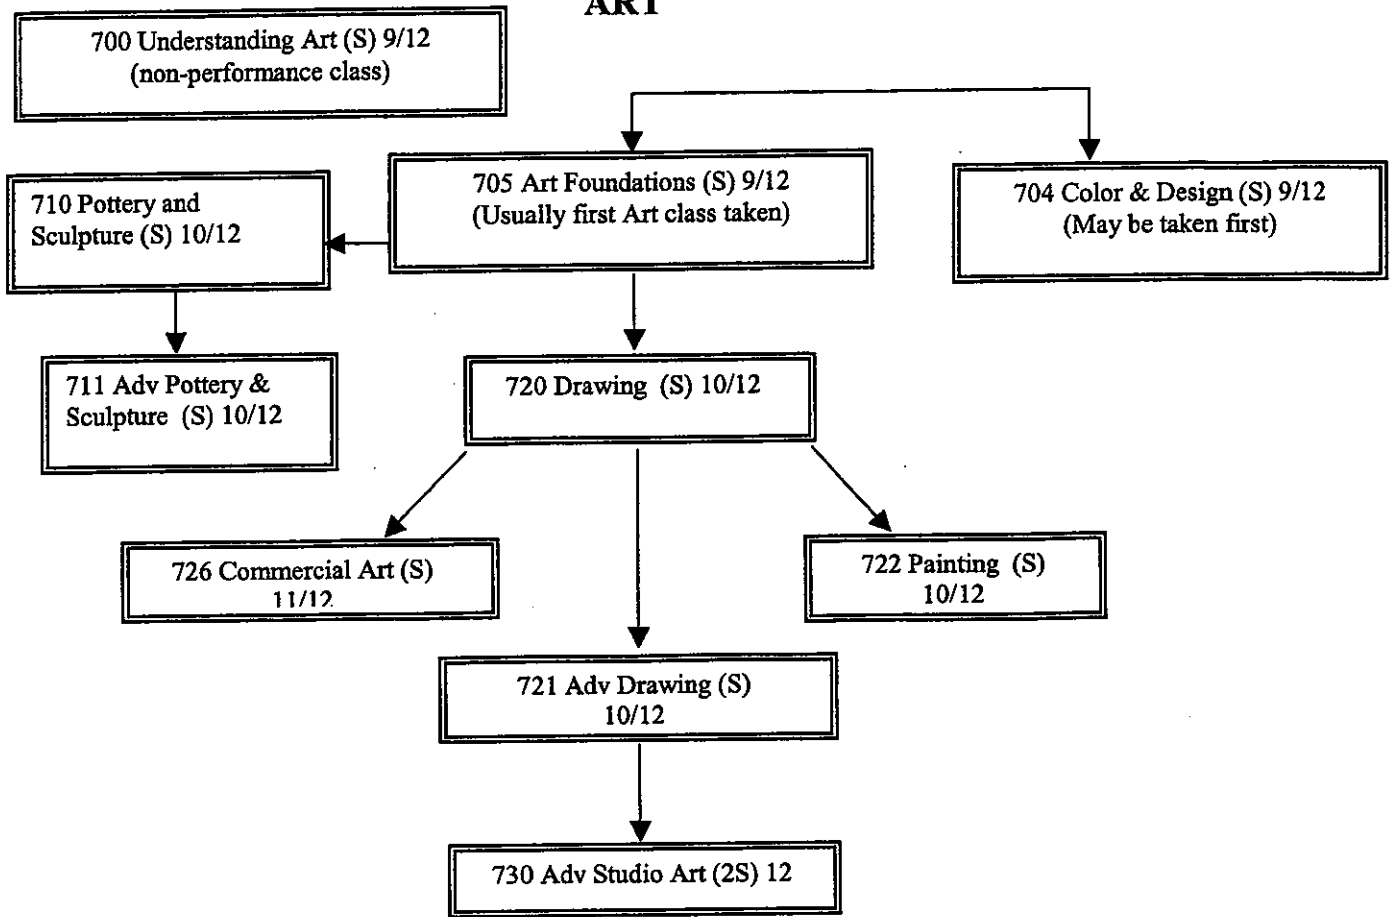 ART
700 Understanding Art (S) 9/12
(non-performance class)
705 Art Foundations (S) 9/12
(Usually first Art class taken)
704 Color & Design (S) 9/12
(May be taken first)
710 Pottery and
Sculpture (S) 10/12
711 Adv Pottery &
Sculpture (S) 10/12
720 Drawing (S) 10/12
726 Commercial Art (S)
11/12
722 Painting (S)
10/12
721 Adv Drawing (S)
10/12
730 Adv Studio Art (2S) 12